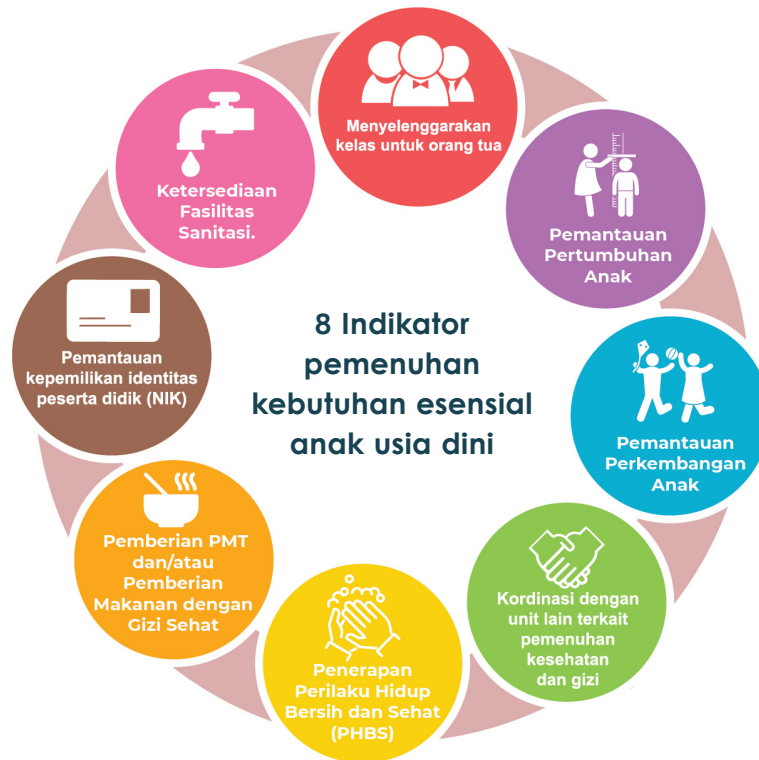 8 Indikator
pemenuhan
kebutuhan esensial
anak usia dini
Menyelenggarakan
kelas untuk orang tua
Pemantauan
Pertumbuhan
Anak
Pemantauan
Perkembangan
Anak
Kordinasi dengan
unit lain terkait
pemenuhan
kesehatan
dan gizi
Penerapan
Perilaku Hidup
Bersih dan Sehat
(PHBS)
Pemberian PMT
dan/atau
Pemberian
Makanan dengan
Gizi Sehat
Pemantauan
kepemilikan identitas
peserta didik (NIK)
Ketersediaan
Fasilitas
Sanitasi.